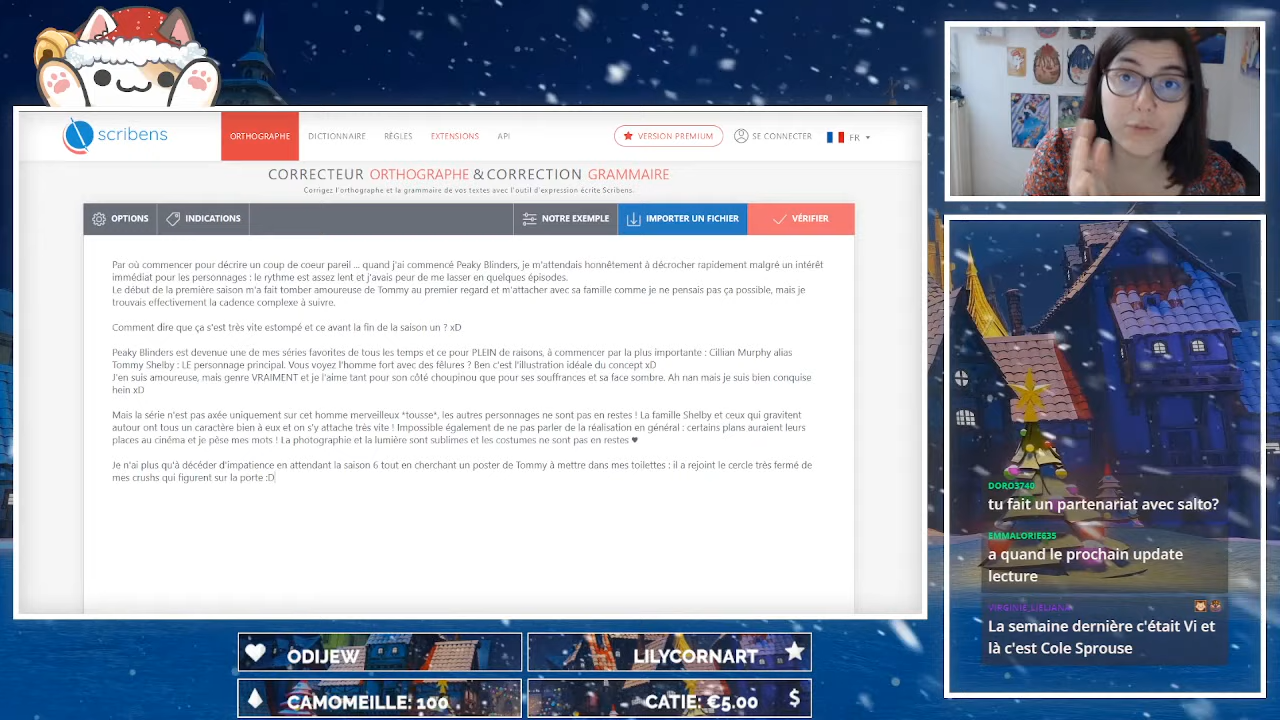 scribens
ORTHOGRAPHE
DICTIONNAIRE
RÈGLES
EXTENSIONS
API
VERSION PREMIUM
SE CONNECTER
FR
CORRECTEUR ORTHOGRAPHE & CORRECTION GRAMMAIRE
Corrigez l'orthographe et la grammaire de vos textes avec l'outil d'expression écrite Scribens.
OPTIONS
INDICATIONS
NOTRE EXEMPLE
IMPORTER UN FICHIER
VÉRIFIER
Par où commencer pour décrire un coup de coeur pareil ... quand j'ai commencé Peaky Blinders, je m'attendais honnêtement à décrocher rapidement malgré un intérêt
immédiat pour les personnages : le rythme est assez lent et j'avais peur de me lasser en quelques épisodes.
Le début de la première saison m'a fait tomber amoureuse de Tommy au premier regard et m'attacher avec sa famille comme je ne pensais pas ça possible, mais je
trouvais effectivement la cadence complexe à suivre.
Comment dire que ça s'est très vite estompé et ce avant la fin de la saison un ? xD
Peaky Blinders est devenue une de mes séries favorites de tous les temps et ce pour PLEIN de raisons, à commencer par la plus importante : Cillian Murphy alias
Tommy Shelby : LE personnage principal. Vous voyez l'homme fort avec des fêlures ? Ben c'est l'illustration idéale du concept xD
J'en suis amoureuse, mais genre VRAIMENT et je l'aime tant pour son côté choupinou que pour ses souffrances et sa face sombre. Ah nan mais je suis bien conquise
hein xD
Mais la série n'est pas axée uniquement sur cet homme merveilleux *tousse*, les autres personnages ne sont pas en restes ! La famille Shelby et ceux qui gravitent
autour ont tous un caractère bien à eux et on s'y attache très vite ! Impossible également de ne pas parler de la réalisation en général : certains plans auraient leurs
places au cinéma et je pèse mes mots ! La photographie et la lumière sont sublimes et les costumes ne sont pas en restes ♥
Je n'ai plus qu'à décéder d'impatience en attendant la saison 6 tout en cherchant un poster de Tommy à mettre dans mes toilettes : il a rejoint le cercle très fermé de
mes crushs qui figurent sur la porte :D
DORO3740
tu fait un partenariat avec salto?
EMMALORIE635
a quand le prochain update
lecture
VIRGINIE_LIELIANA
La semaine dernière c'était Vi et
là c'est Cole Sprouse
ODIJEW
LILYCORNART
CAMOMEILLE: 100
CATIE: €5.00
$